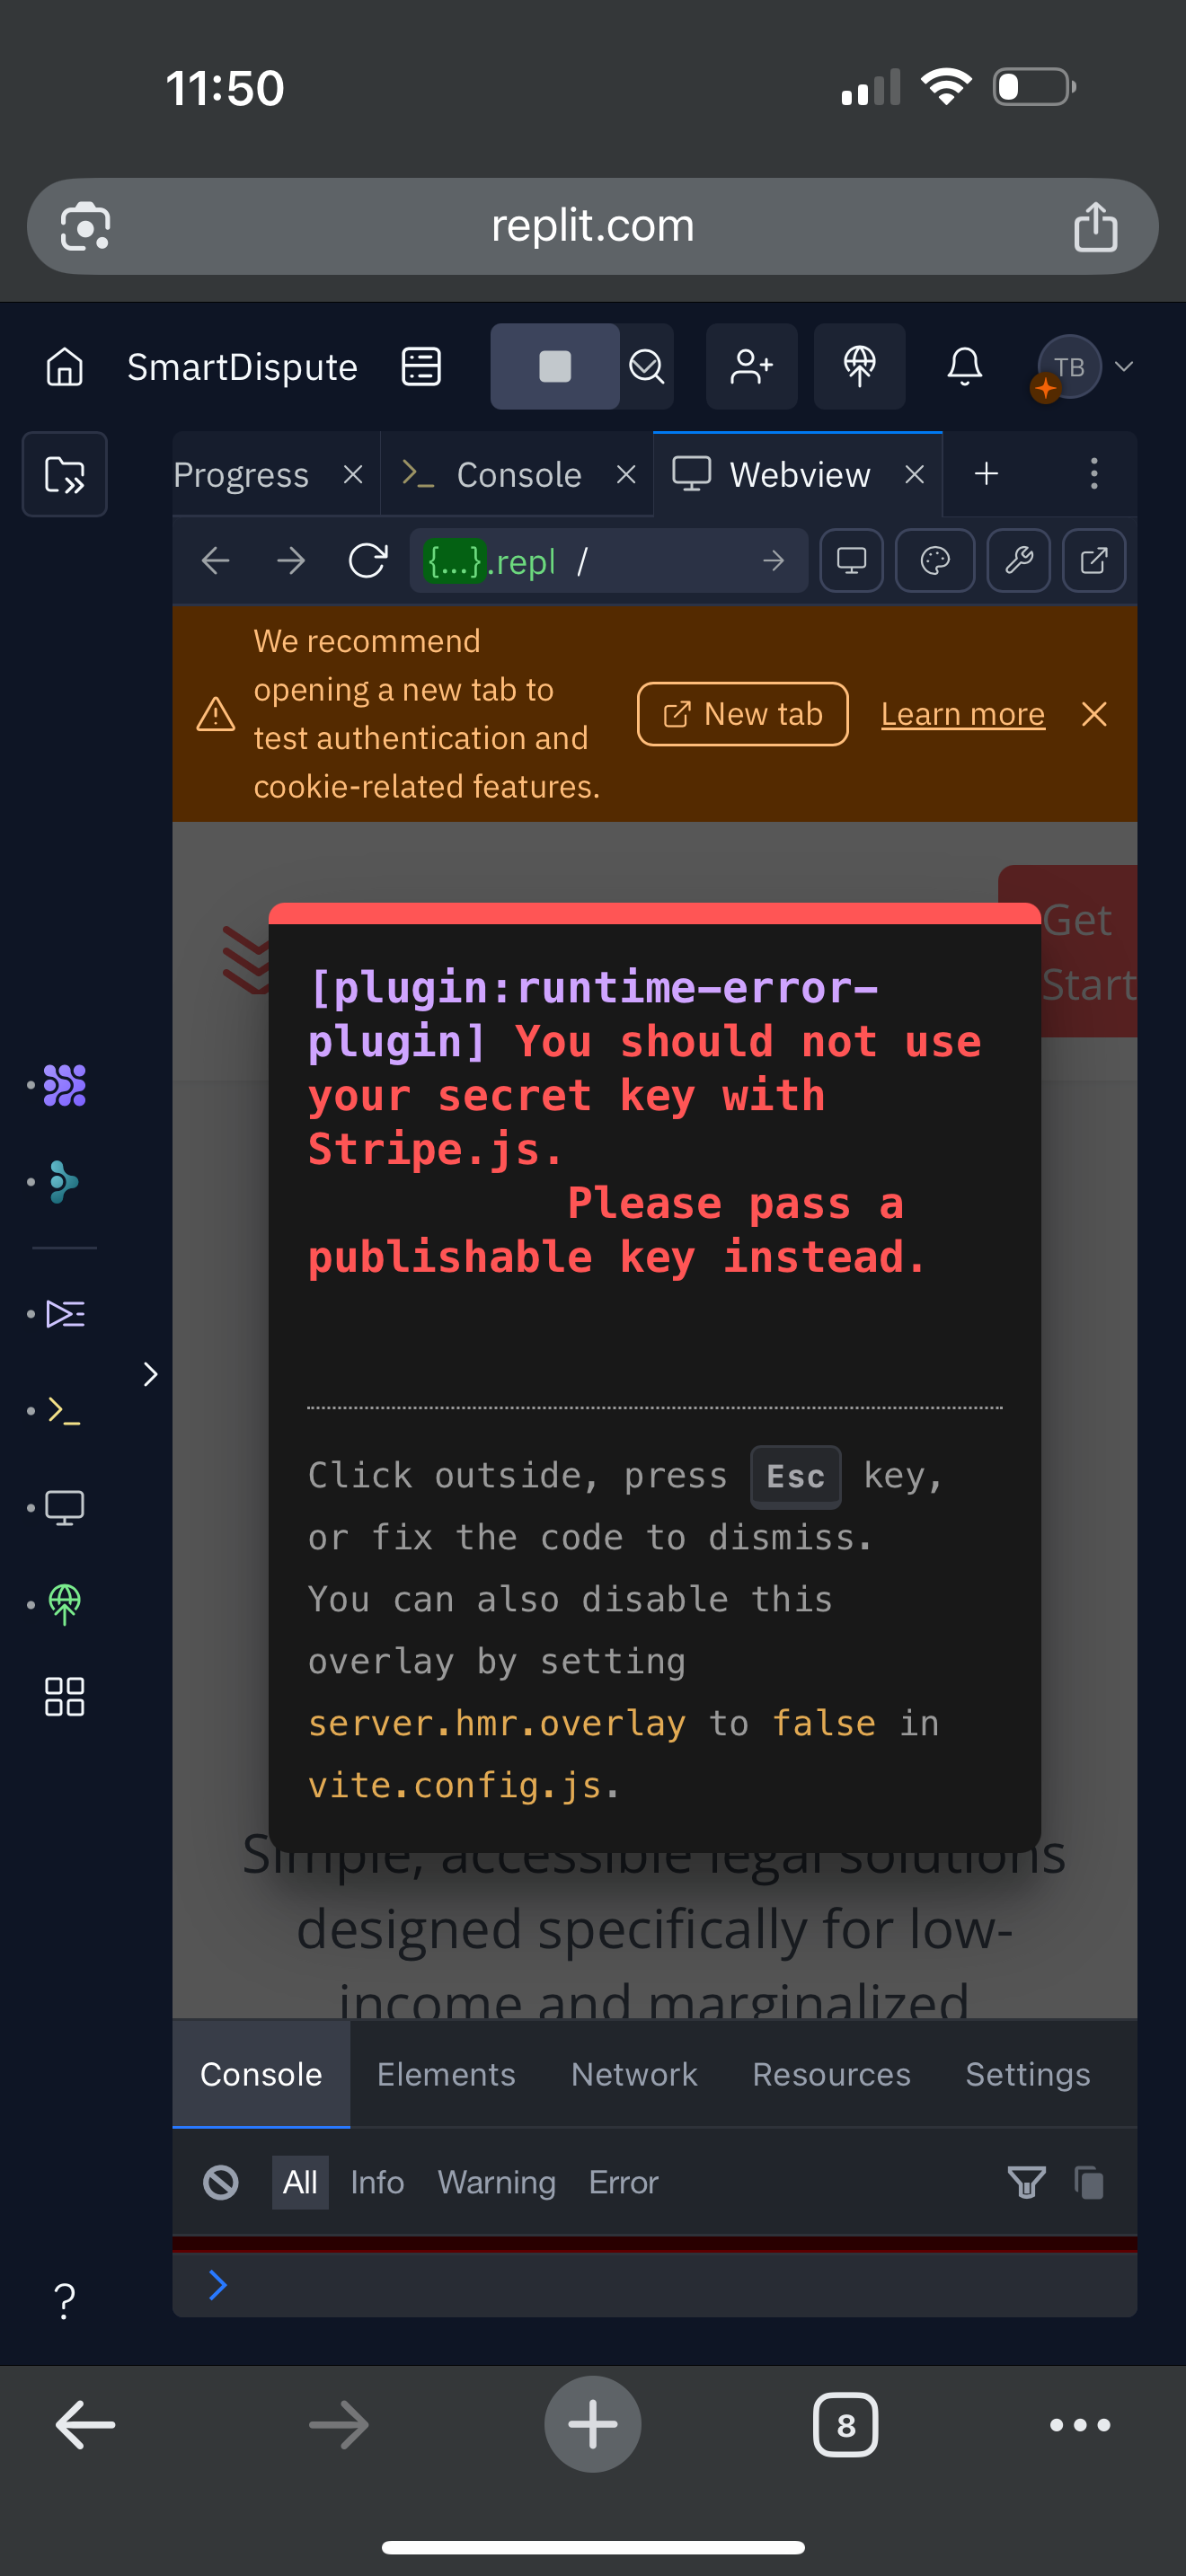 11:50
replit.com
SmartDispute
TB
Progress
Console
Webview
{...}.repl /
We recommend
opening a new tab to
test authentication and
cookie-related features.
New tab
Learn more
Get
Start
[plugin:runtime-error-
plugin] You should not use
your secret key with
Stripe.js.
Please pass a
publishable key instead.
Click outside, press Esc key,
or fix the code to dismiss.
You can also disable this
overlay by setting
server.hmr.overlay to false in
vite.config.js.
Simple, accessible legal solutions
designed specifically for low-
income and marginalized
Console
Elements
Network
Resources
Settings
All
Info
Warning
Error
?
8